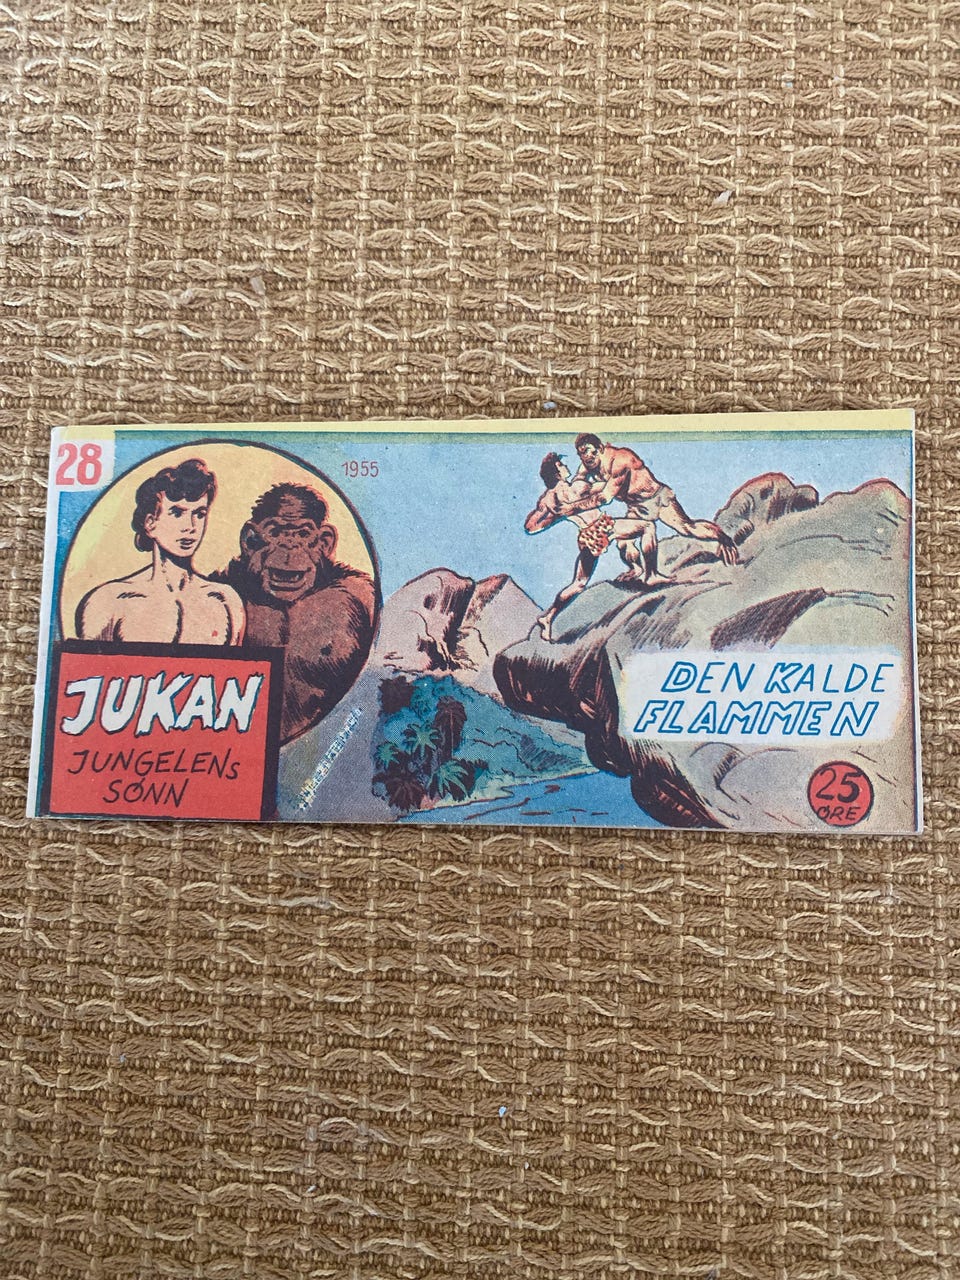 28
1955
JUKAN
JUNGELENS
SØNN
DEN KALDE
FLAMMEN
25
ØRE